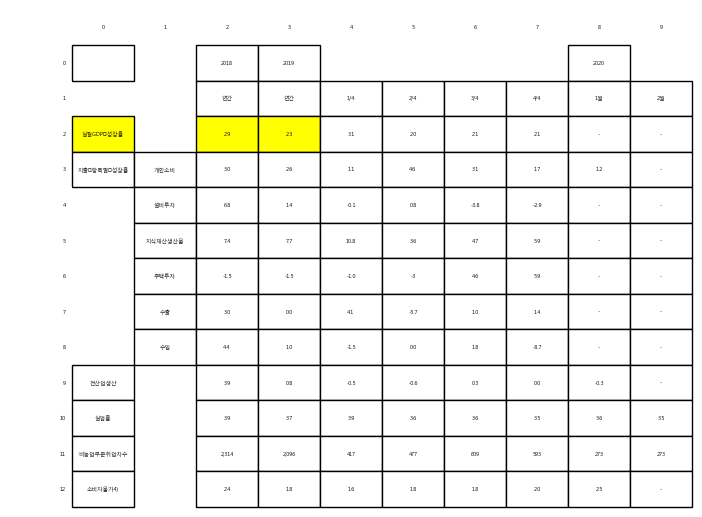 0 1 2 3 4 5 6 7 8 9
0 2018 2019 2020
1 연간 연간 1/4 2/4 3/4 4/4 1월 2월
2 실질GDP□성장률 2.9 2.3 3.1 2.0 2.1 2.1 - -
3 지출□항목별□성장률 개인소비 3.0 2.6 1.1 4.6 3.1 1.7 1.2 -
4 설비투자 6.8 1.4 -0.1 0.8 -3.8 -2.9 - -
5 지식재산생산물 7.4 7.7 10.8 3.6 4.7 5.9 - -
6 주택투자 -1.5 -1.5 -1.0 -3 4.6 5.9 - -
7 수출 3.0 0.0 4.1 -5.7 1.0 1.4 - -
8 수입 4.4 1.0 -1.5 0.0 1.8 -8.7 - -
9 전산업생산 3.9 0.8 -0.5 -0.6 0.3 0.0 -0.3 -
10 실업률 3.9 3.7 3.9 3.6 3.6 3.5 3.6 3.5
11 비농업부문취업자수 2,314 2,096 417 477 609 593 273 273
12 소비자물가4) 2.4 1.8 1.6 1.8 1.8 2.0 2.5 -